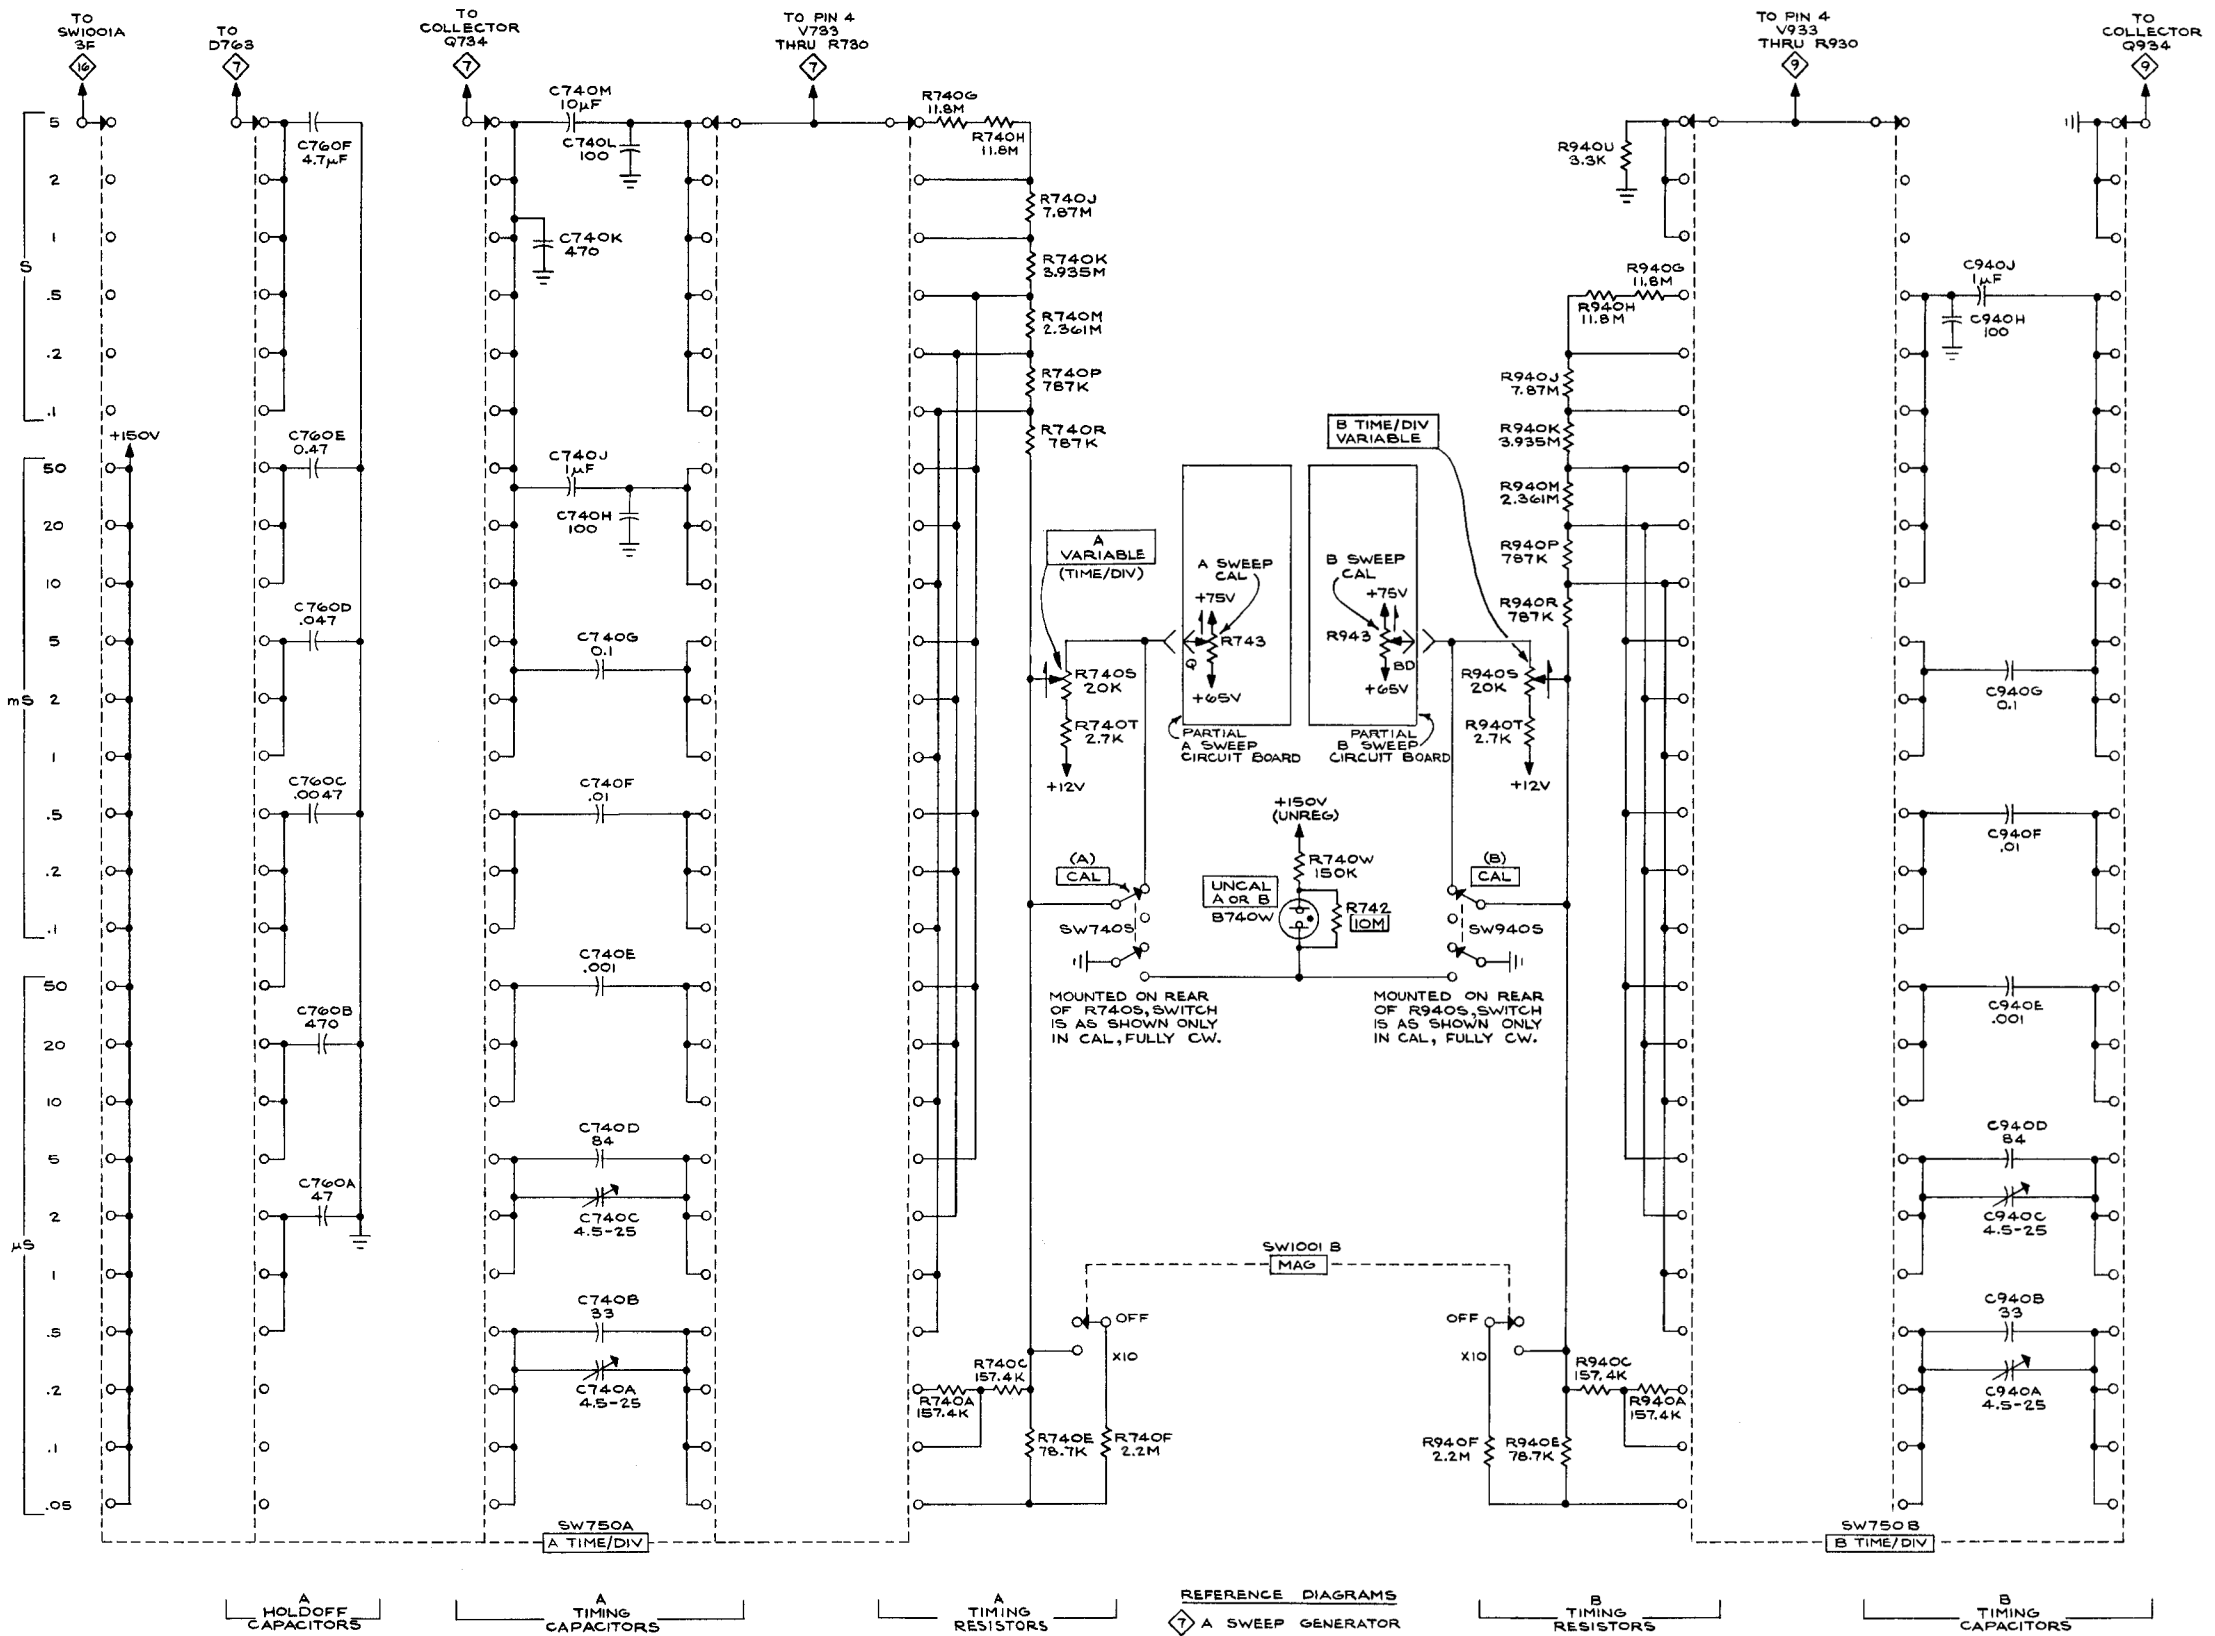 TO
SW1001A
3F
16
TO
D763
7
TO
COLLECTOR
Q734
7
TO PIN 4
V733
THRU R730
7
TO PIN 4
V933
THRU R930
9
TO
COLLECTOR
Q934
9
S
5
2
1
.5
.2
.1
mS
50
20
10
5
2
1
.5
.2
.1
µS
50
20
10
5
2
1
.5
.2
.1
.05
+150V
C760F
4.7µF
C760E
0.47
C760D
.047
C760C
.0047
C760B
470
C760A
47
C740M
10µF
C740L
100
C740K
470
C740J
1µF
C740H
100
C740G
0.1
C740F
.01
C740E
.001
C740D
84
C740C
4.5-25
C740B
33
C740A
4.5-25
R740G
11.8M
R740H
11.8M
R740J
7.87M
R740K
3.935M
R740M
2.361M
R740P
787K
R740R
787K
A
VARIABLE
(TIME/DIV)
R740S
20K
R740T
2.7K
+12V
A SWEEP
CAL
+75V
R743
Q
+65V
PARTIAL
A SWEEP
CIRCUIT BOARD
B SWEEP
CAL
+75V
R943
BD
+65V
PARTIAL
B SWEEP
CIRCUIT BOARD
B TIME/DIV
VARIABLE
R940S
20K
R940T
2.7K
+12V
+150V
(UNREG)
R740W
150K
UNCAL
A OR B
B740W
R742
10M
(A)
CAL
SW740S
(B)
CAL
SW940S
MOUNTED ON REAR
OF R740S, SWITCH
IS AS SHOWN ONLY
IN CAL, FULLY CW.
MOUNTED ON REAR
OF R940S, SWITCH
IS AS SHOWN ONLY
IN CAL, FULLY CW.
SW1001B
MAG
OFF
X10
OFF
X10
R740C
157.4K
R740A
157.4K
R740E
78.7K
R740F
2.2M
R940F
2.2M
R940E
78.7K
R940C
157.4K
R940A
157.4K
R940U
3.3K
R940G
11.8M
R940H
11.8M
R940J
7.87M
R940K
3.935M
R940M
2.361M
R940P
787K
R940R
787K
C940J
1µF
C940H
100
C940G
0.1
C940F
.01
C940E
.001
C940D
84
C940C
4.5-25
C940B
33
C940A
4.5-25
SW750A
A TIME/DIV
SW750B
B TIME/DIV
A
HOLDOFF
CAPACITORS
A
TIMING
CAPACITORS
A
TIMING
RESISTORS
REFERENCE DIAGRAMS
7 A SWEEP GENERATOR
B
TIMING
RESISTORS
B
TIMING
CAPACITORS